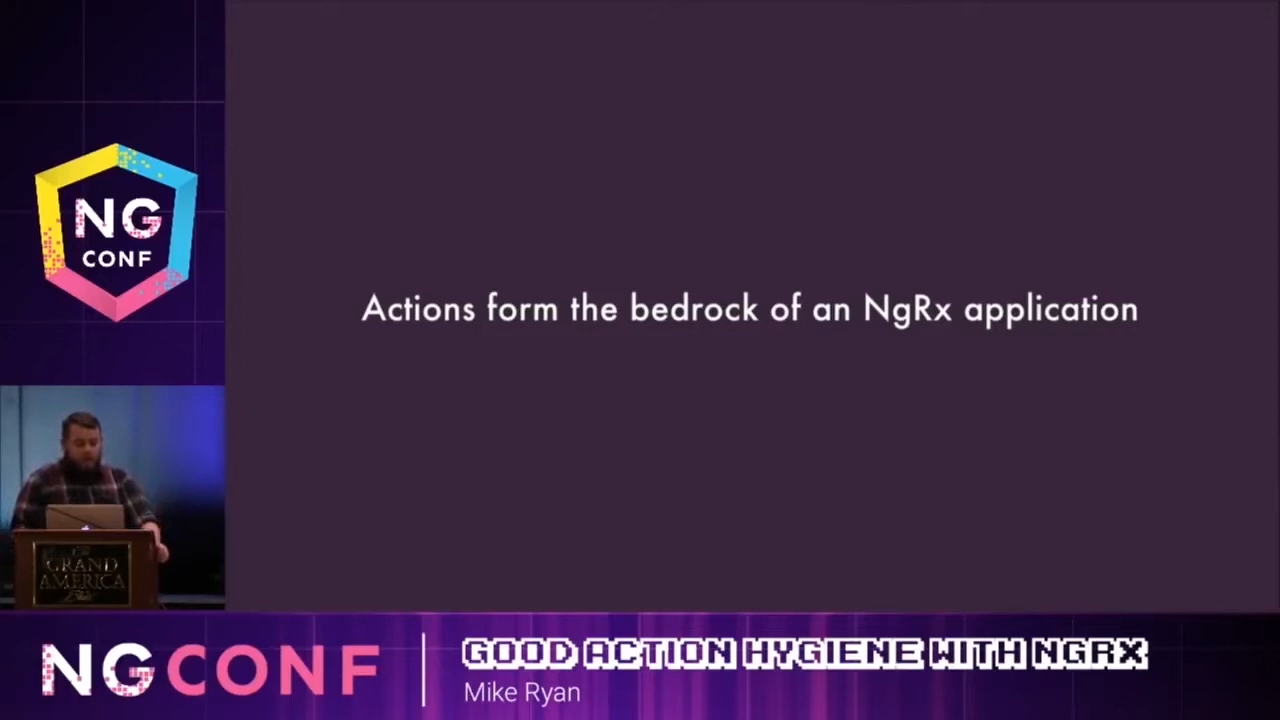 NG
CONF
Actions form the bedrock of an NgRx application
GRAND
AMERICA
NGCONF
GOOD ACTION HYGIENE WITH NGRX
Mike Ryan